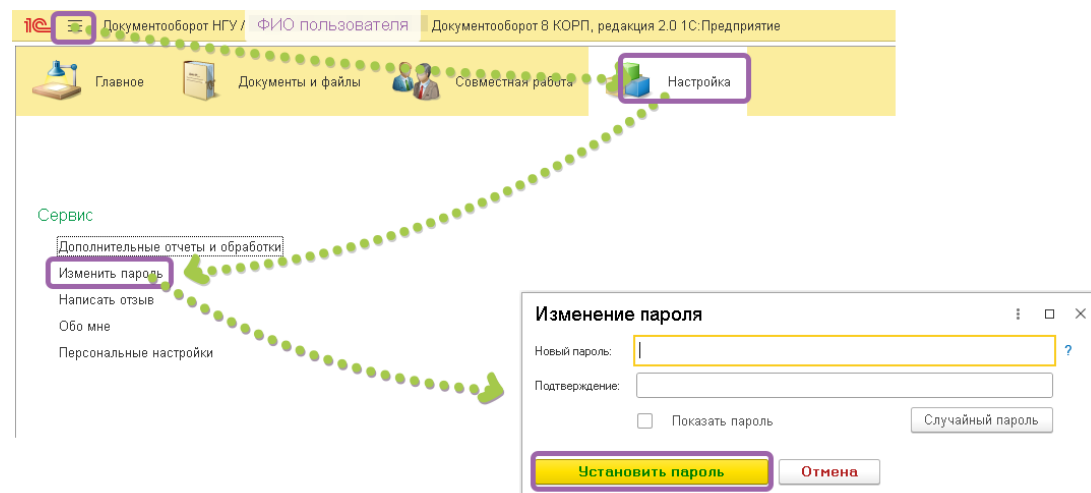 1С Документооборот НГУ / ФИО пользователя Документооборот 8 КОРП, редакция 2.0 1С:Предприятие
Главное Документы и файлы Совместная работа Настройка
Сервис
Дополнительные отчеты и обработки
Изменить пароль
Написать отзыв
Обо мне
Персональные настройки
Изменение пароля
Новый пароль: ?
Подтверждение:
Показать пароль Случайный пароль
Установить пароль Отмена